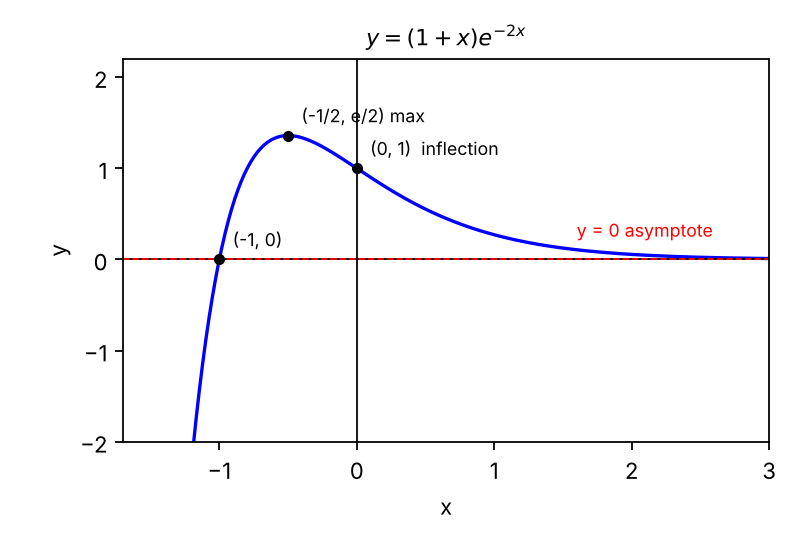 y = (1 + x)e^{−2x}
2
(-1/2, e/2) max
(0, 1)  inflection
1
y = 0 asymptote
(-1, 0)
y
0
−1
−2
−1
0
1
2
3
x